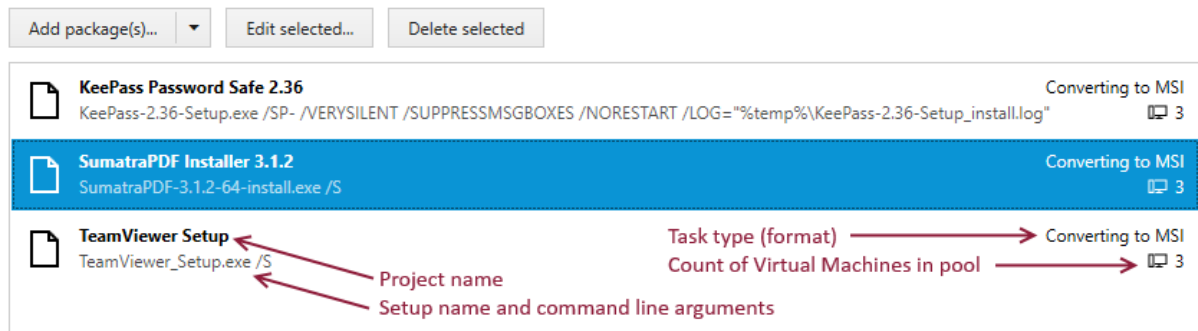 Add package(s)... Edit selected... Delete selected
KeePass Password Safe 2.36 Converting to MSI
KeePass-2.36-Setup.exe /SP- /VERYSILENT /SUPPRESSMSGBOXES /NORESTART /LOG="%temp%\KeePass-2.36-Setup_install.log" 3
SumatraPDF Installer 3.1.2 Converting to MSI
SumatraPDF-3.1.2-64-install.exe /S 3
TeamViewer Setup Task type (format) Converting to MSI
TeamViewer_Setup.exe /S Count of Virtual Machines in pool 3
Project name
Setup name and command line arguments